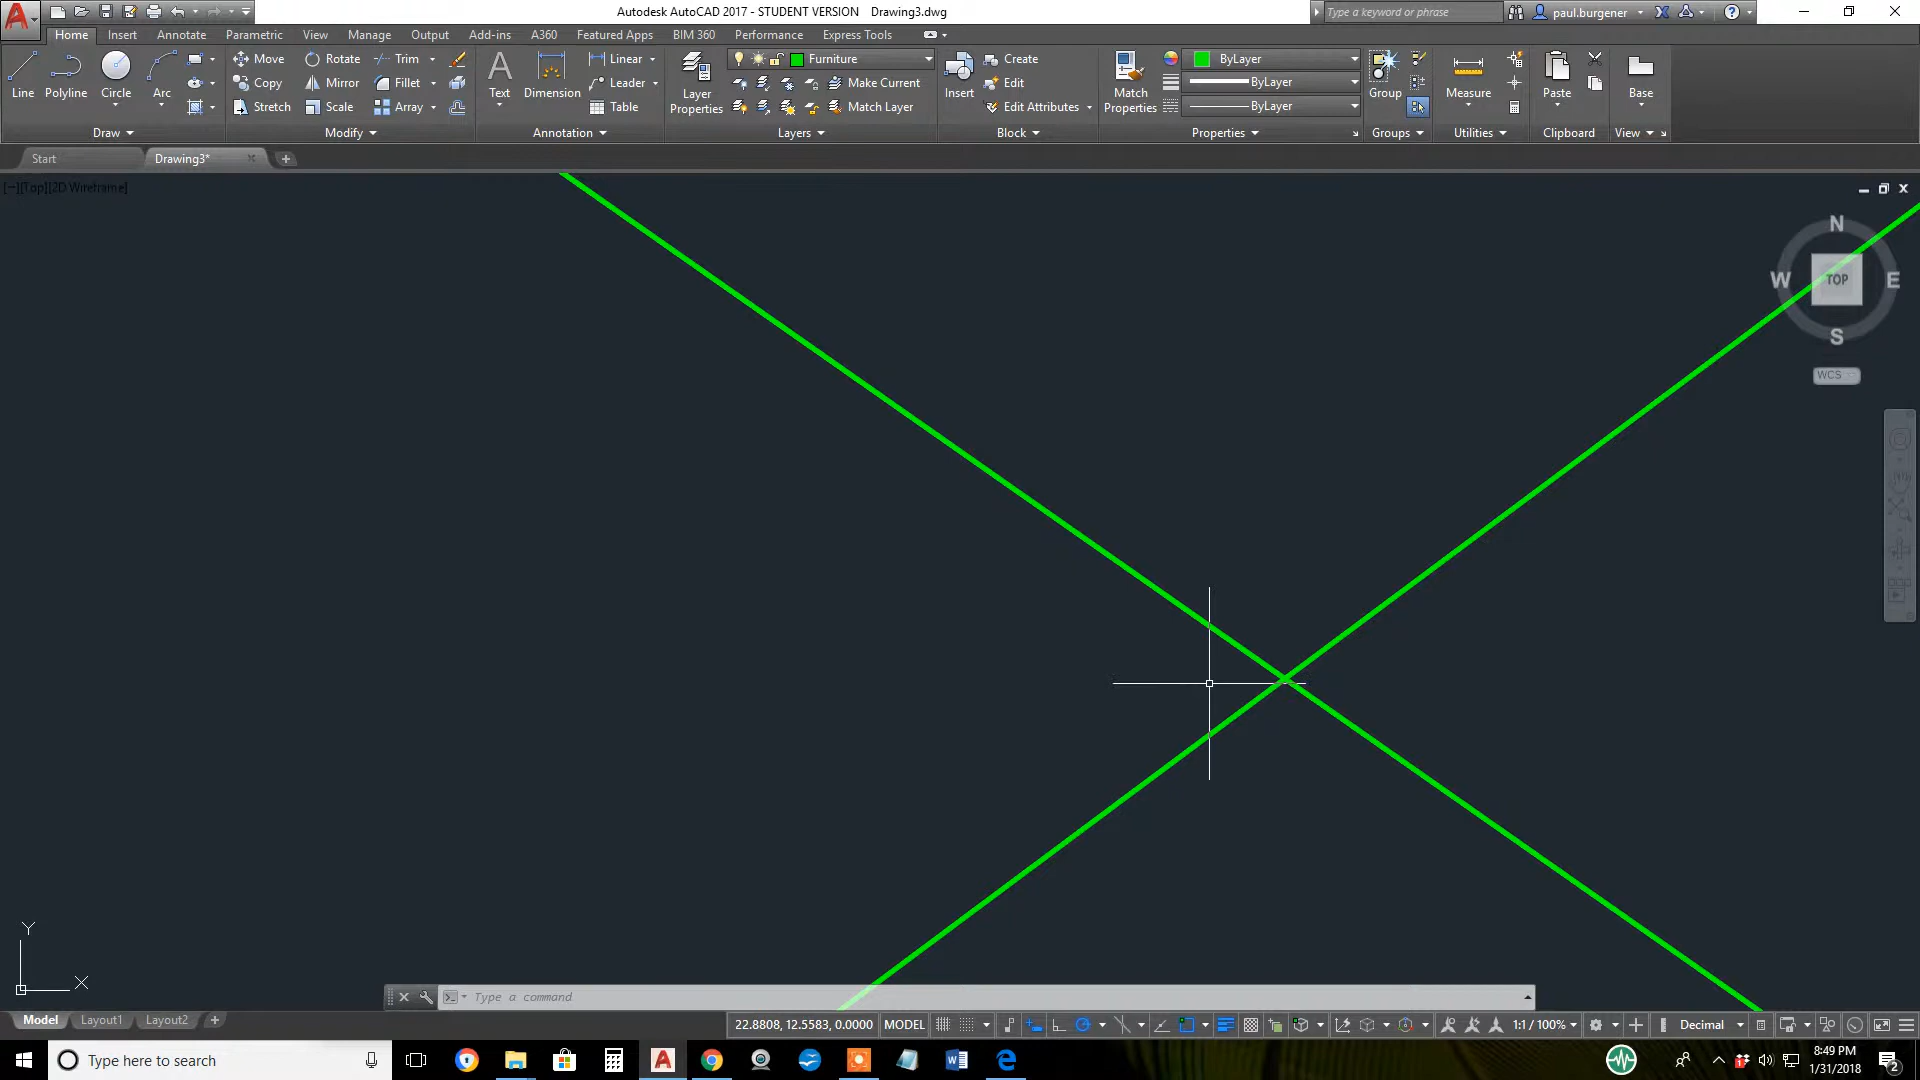 Autodesk AutoCAD 2017 - STUDENT VERSION Drawing3.dwg
Type a keyword or phrase
paul.burgener
Home Insert Annotate Parametric View Manage Output Add-ins A360 Featured Apps BIM 360 Performance Express Tools
Line Polyline Circle Arc
Move Rotate Trim
Copy Mirror Fillet
Stretch Scale Array
Text Dimension
Linear
Leader
Table
Layer Properties
Furniture
Make Current
Match Layer
Insert
Create
Edit
Edit Attributes
Match Properties
ByLayer
ByLayer
ByLayer
Group
Measure
Paste
Base
Draw Modify Annotation Layers Block Properties Groups Utilities Clipboard View
Start Drawing3*
[−][Top][2D Wireframe]
N
W TOP E
S
WCS
Y
X
Type a command
Model Layout1 Layout2
22.8808, 12.5583, 0.0000 MODEL 1:1 / 100% Decimal
Type here to search
8:49 PM
1/31/2018
2